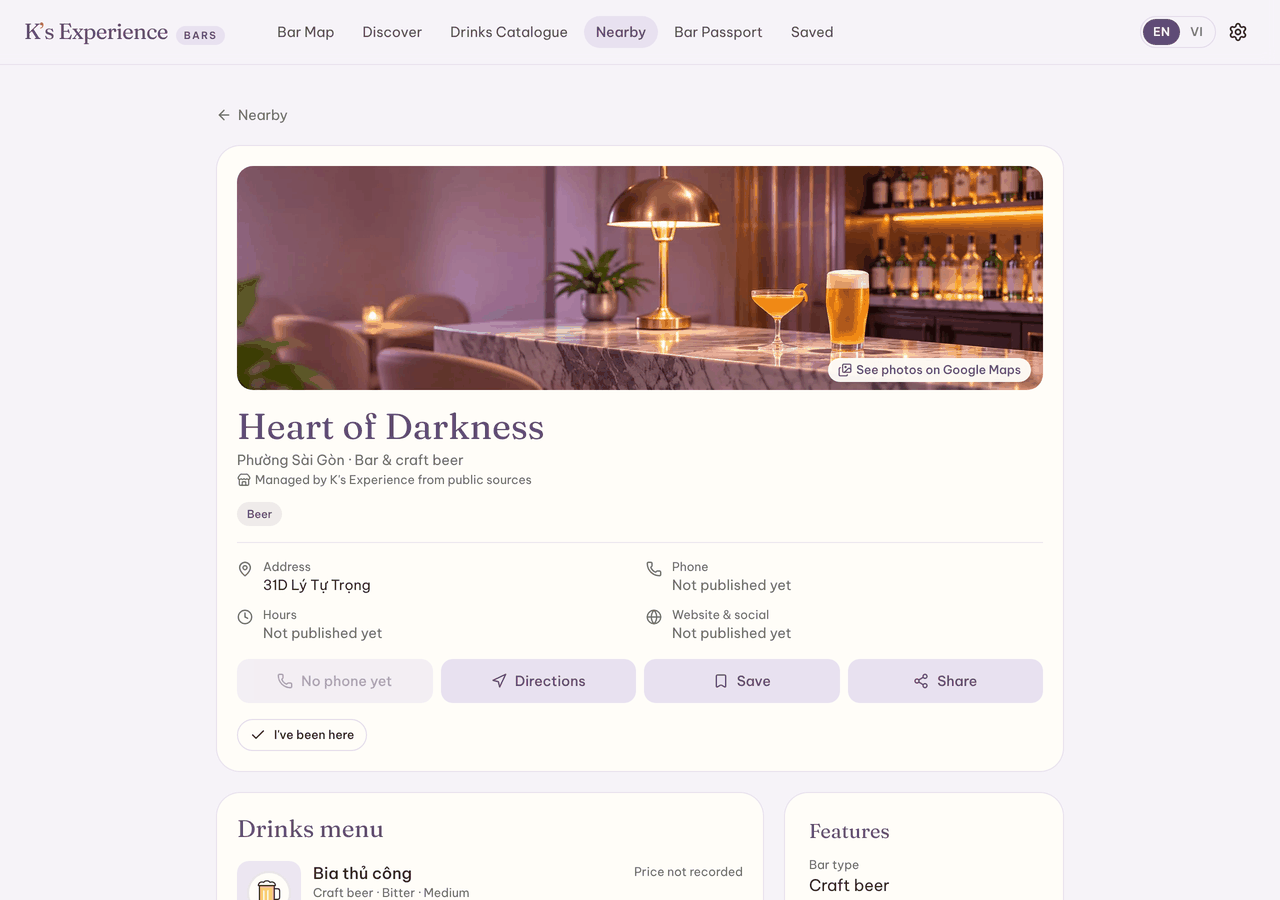 K's Experience BARS
Bar Map
Discover
Drinks Catalogue
Nearby
Bar Passport
Saved
EN
VI
Nearby
See photos on Google Maps
Heart of Darkness
Phường Sài Gòn · Bar & craft beer
Managed by K's Experience from public sources
Beer
Address
31D Lý Tự Trọng
Phone
Not published yet
Hours
Not published yet
Website & social
Not published yet
No phone yet
Directions
Save
Share
I've been here
Drinks menu
Bia thủ công
Price not recorded
Craft beer · Bitter · Medium
Features
Bar type
Craft beer